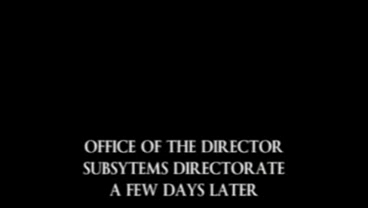 OFFICE OF THE DIRECTOR
SUBSYTEMS DIRECTORATE
A FEW DAYS LATER